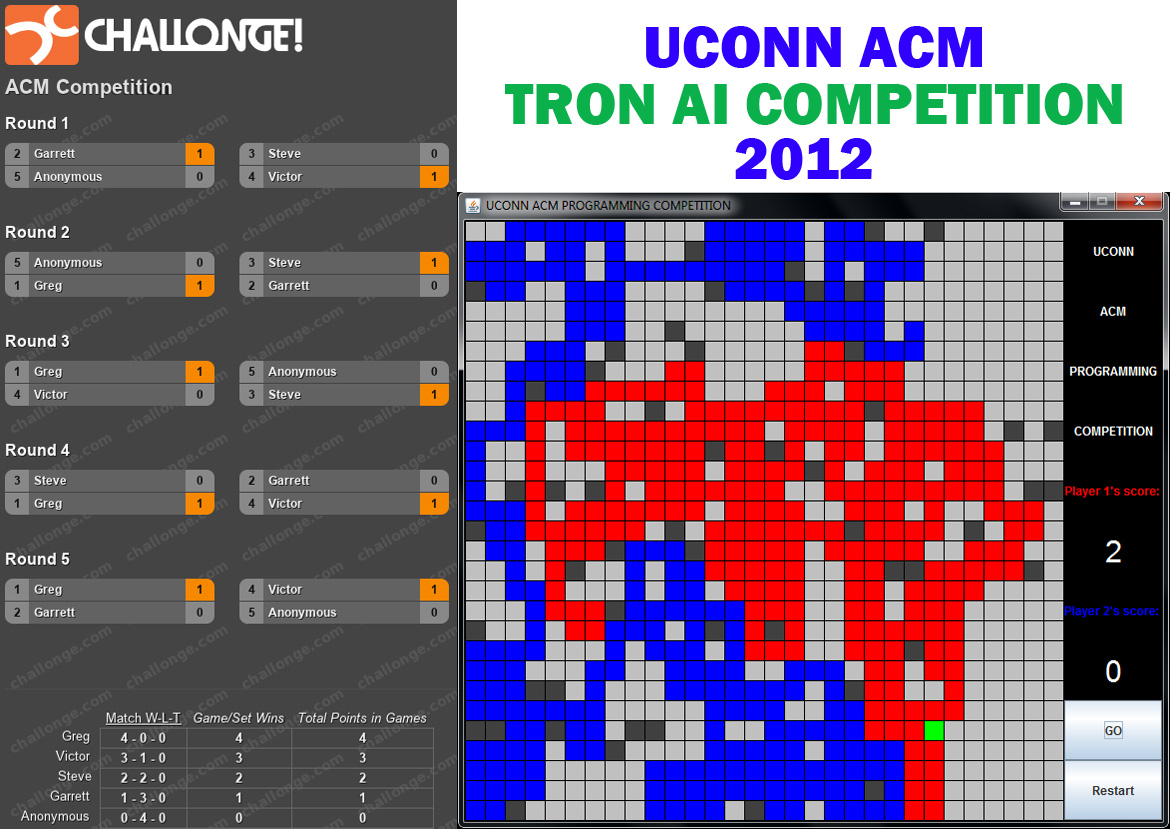 CHALLONGE!
ACM Competition
Round 1
2 Garrett 1
5 Anonymous 0
3 Steve 0
4 Victor 1
Round 2
5 Anonymous 0
1 Greg 1
3 Steve 1
2 Garrett 0
Round 3
1 Greg 1
4 Victor 0
5 Anonymous 0
3 Steve 1
Round 4
3 Steve 0
1 Greg 1
2 Garrett 0
4 Victor 1
Round 5
1 Greg 1
2 Garrett 0
4 Victor 1
5 Anonymous 0
Match W-L-T Game/Set Wins Total Points in Games
Greg 4 - 0 - 0 4 4
Victor 3 - 1 - 0 3 3
Steve 2 - 2 - 0 2 2
Garrett 1 - 3 - 0 1 1
Anonymous 0 - 4 - 0 0 0
challonge.com
UCONN ACM
TRON AI COMPETITION
2012
UCONN ACM PROGRAMMING COMPETITION
UCONN
ACM
PROGRAMMING
COMPETITION
Player 1's score:
2
Player 2's score:
0
GO
Restart